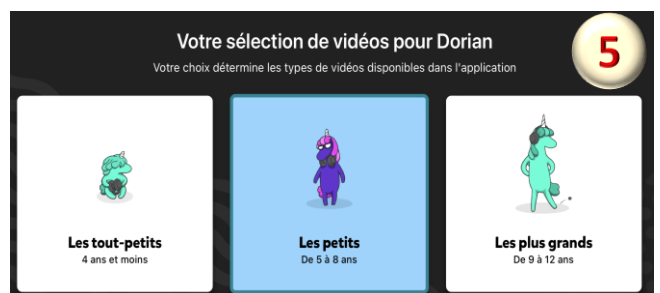 Votre sélection de vidéos pour Dorian
5
Votre choix détermine les types de vidéos disponibles dans l'application
Les tout-petits
4 ans et moins
Les petits
De 5 à 8 ans
Les plus grands
De 9 à 12 ans